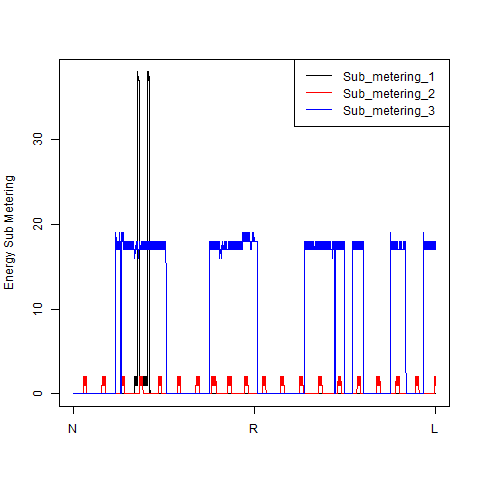 Sub_metering_1
Sub_metering_2
Sub_metering_3
Energy Sub Metering
30
20
10
0
N R L